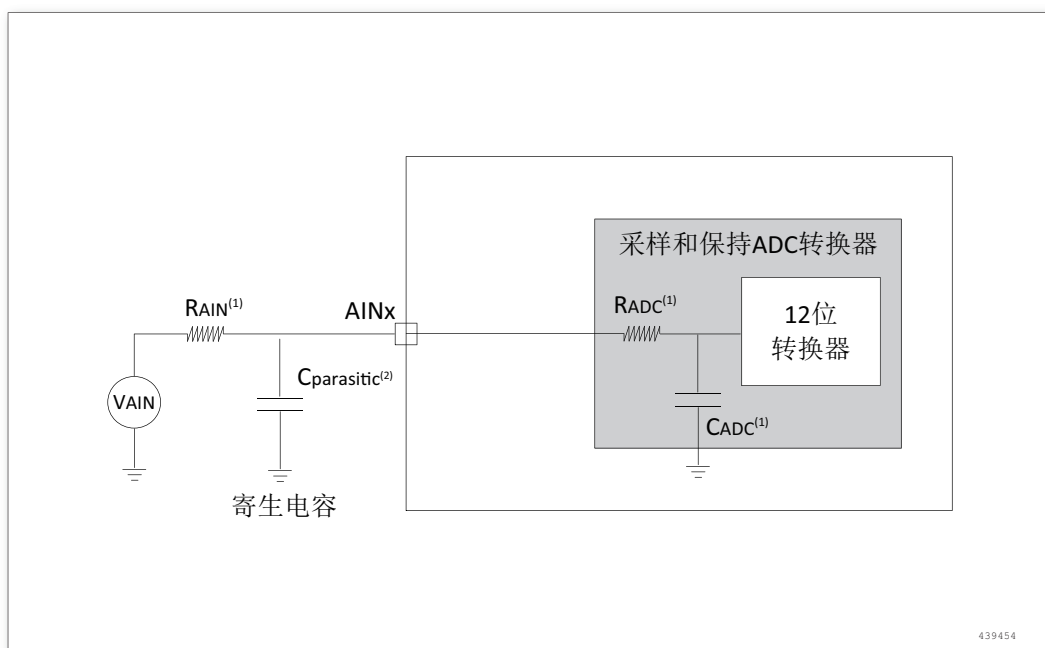 采样和保持ADC转换器
RAIN(1)
AINx
RADC(1)
12位
转换器
Cparasitic(2)
VAIN
CADC(1)
寄生电容
439454